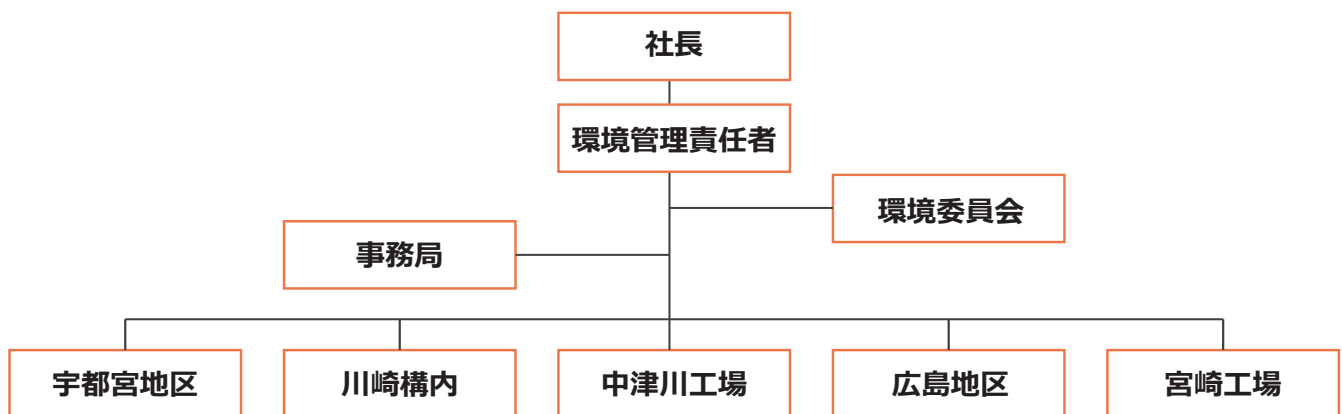 社長
環境管理責任者
環境委員会
事務局
宇都宮地区
川崎構内
中津川工場
広島地区
宮崎工場